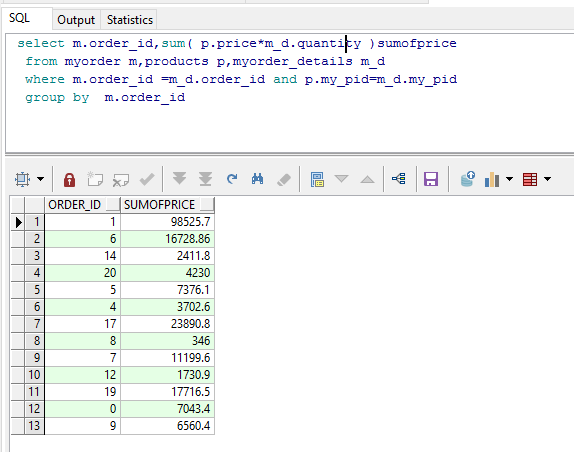 SQL Output Statistics
select m.order_id,sum( p.price*m_d.quantity )sumofprice
from myorder m,products p,myorder_details m_d
where m.order_id =m_d.order_id and p.my_pid=m_d.my_pid
group by  m.order_id
ORDER_ID SUMOFPRICE
1 1 98525.7
2 6 16728.86
3 14 2411.8
4 20 4230
5 5 7376.1
6 4 3702.6
7 17 23890.8
8 8 346
9 7 11199.6
10 12 1730.9
11 19 17716.5
12 0 7043.4
13 9 6560.4